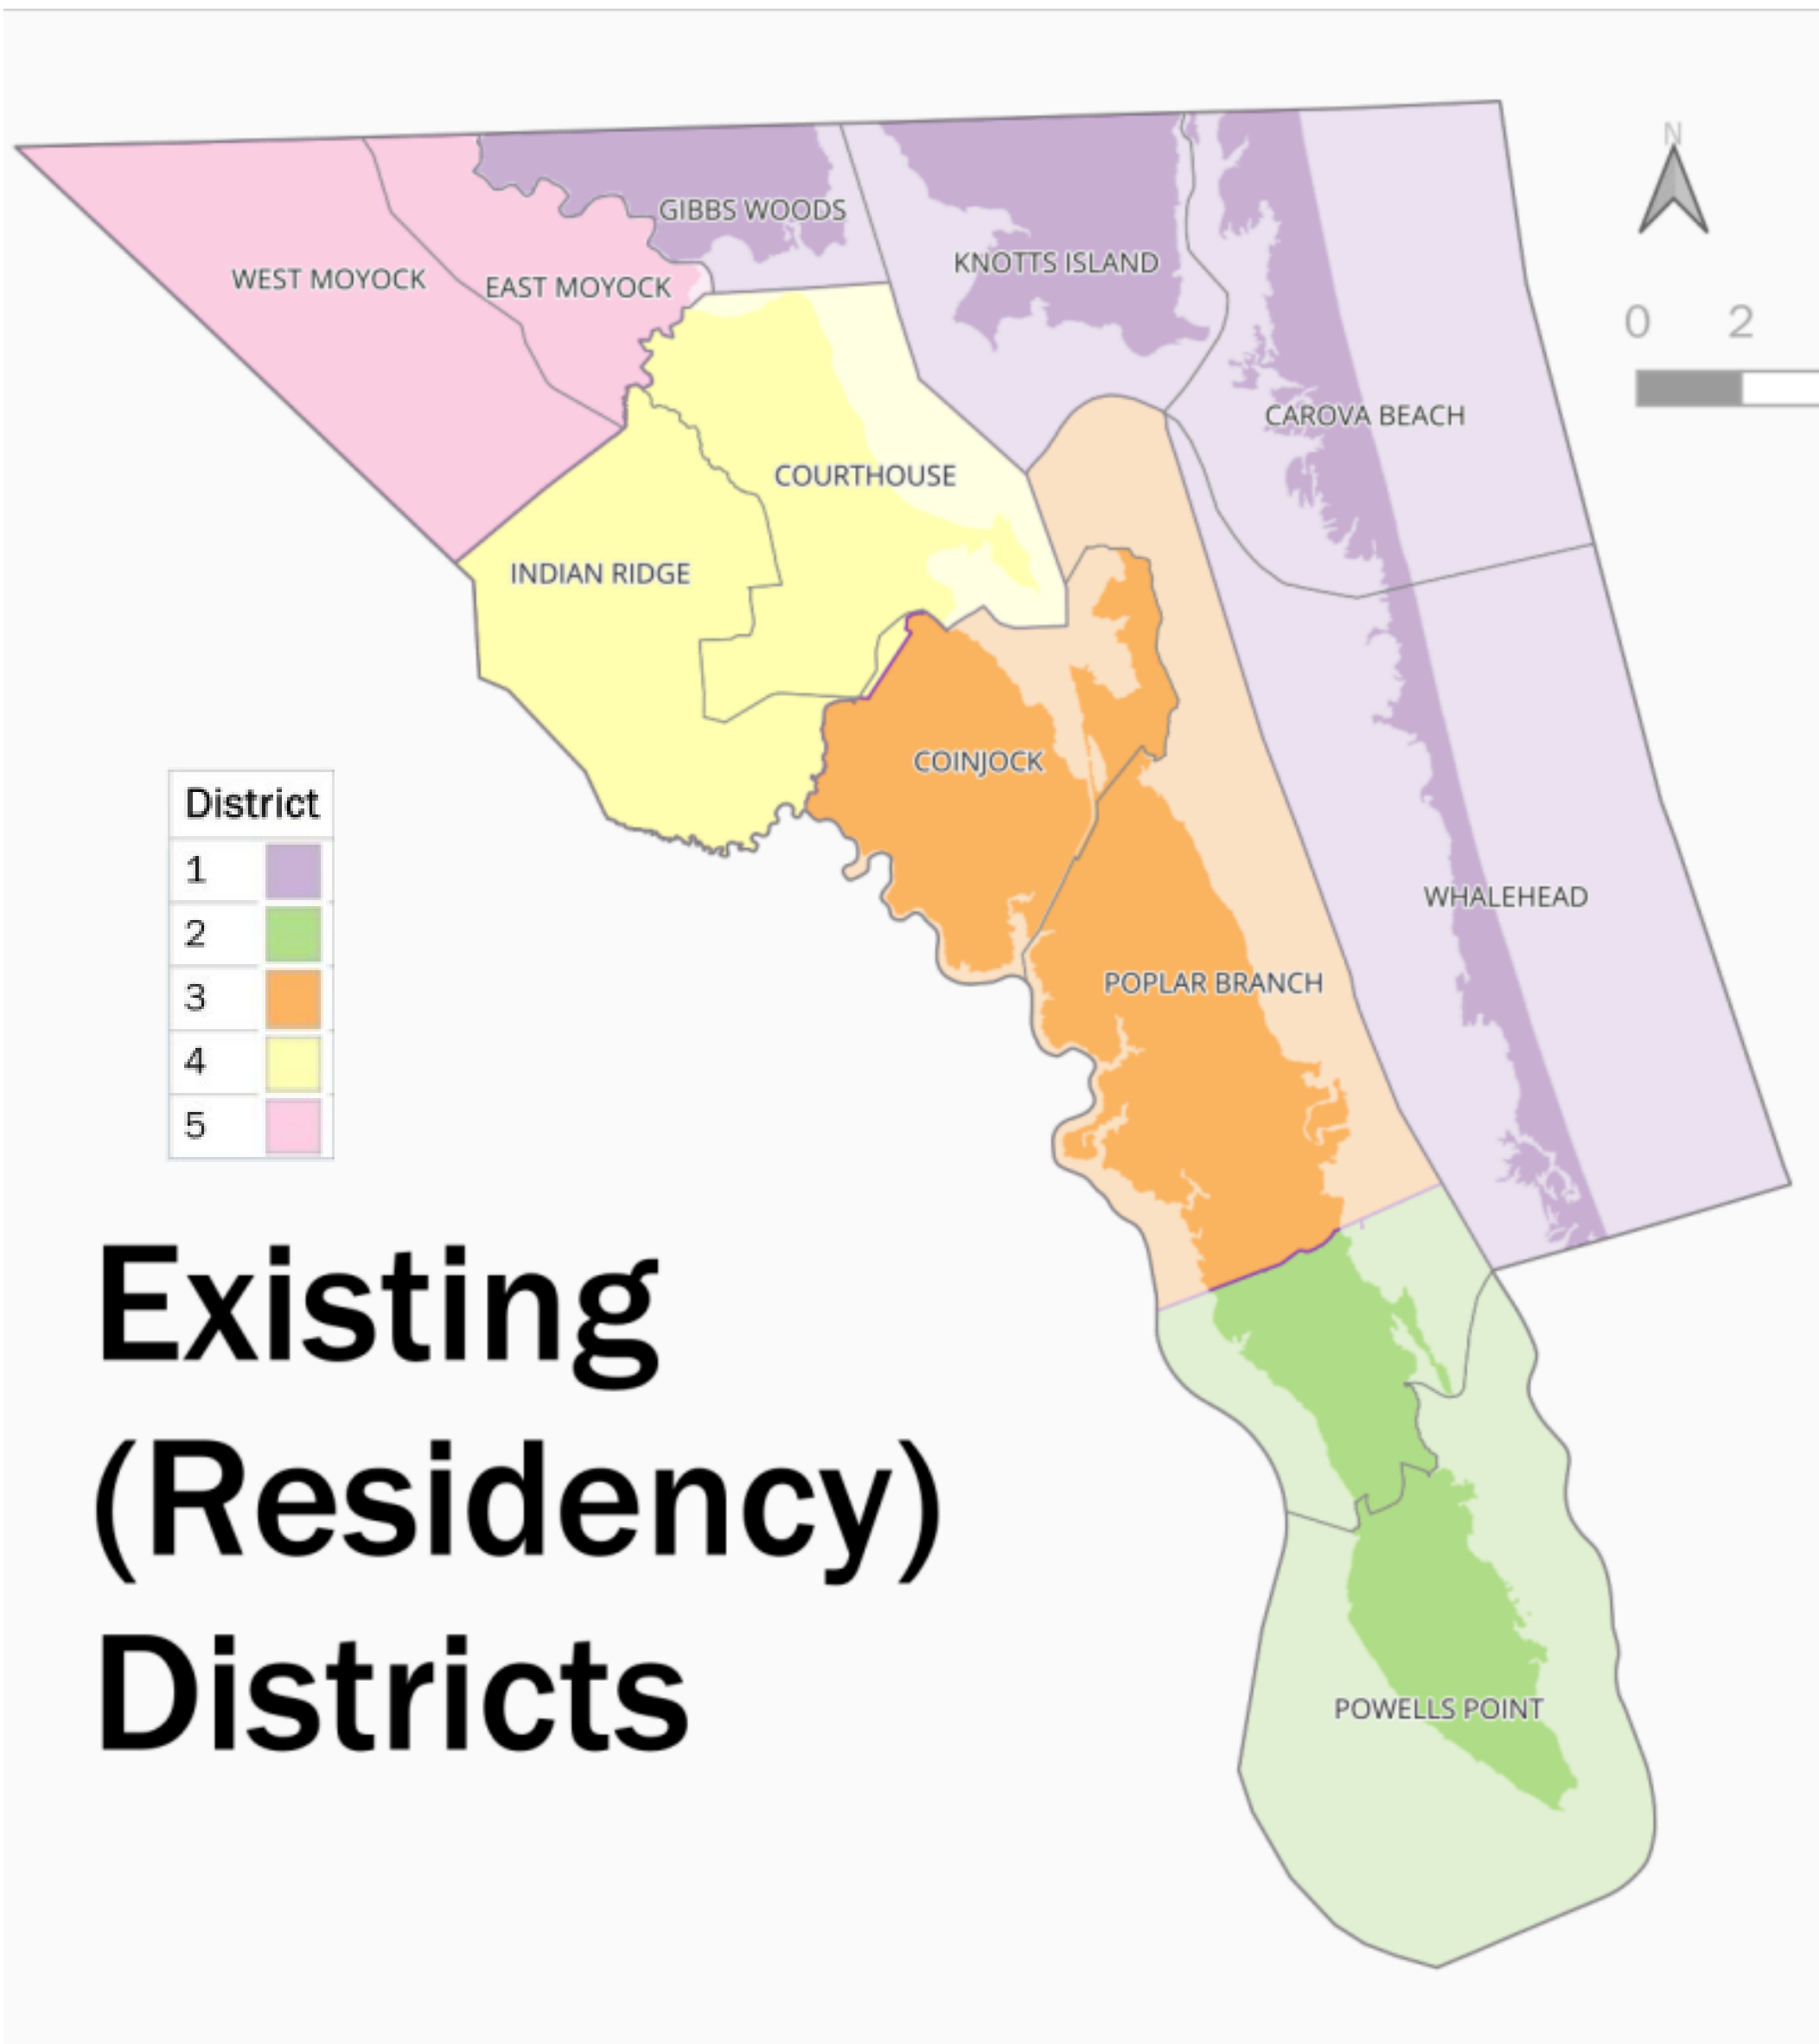 N
0 2
GIBBS WOODS
KNOTTS ISLAND
WEST MOYOCK
EAST MOYOCK
CAROVA BEACH
COURTHOUSE
INDIAN RIDGE
COINJOCK
District
1
2
3
4
5
WHALEHEAD
POPLAR BRANCH
Existing
(Residency)
Districts
POWELLS POINT